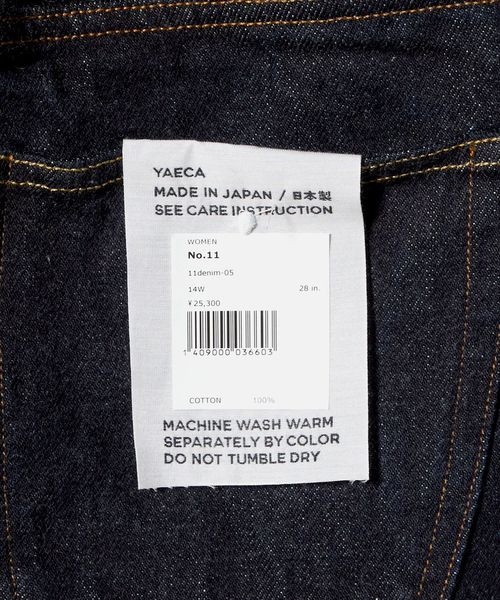 YAECA
MADE IN JAPAN / 日本製
SEE CARE INSTRUCTION
WOMEN
No.11
11denim-05
14W 28 in.
¥25,300
1 409000 036603
COTTON 100%
MACHINE WASH WARM
SEPARATELY BY COLOR
DO NOT TUMBLE DRY